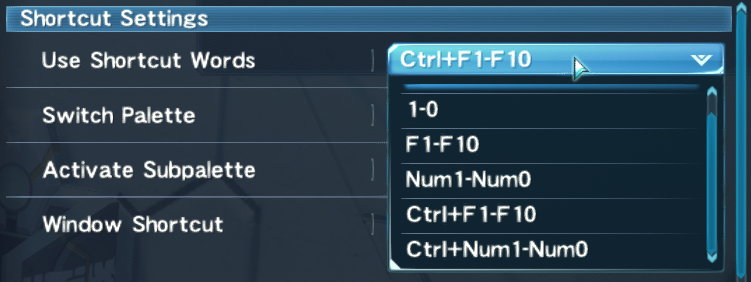 Shortcut Settings
Use Shortcut Words
Ctrl+F1-F10
1-0
Switch Palette
F1-F10
Activate Subpalette
Num1-Num0
Window Shortcut
Ctrl+F1-F10
Ctrl+Num1-Num0